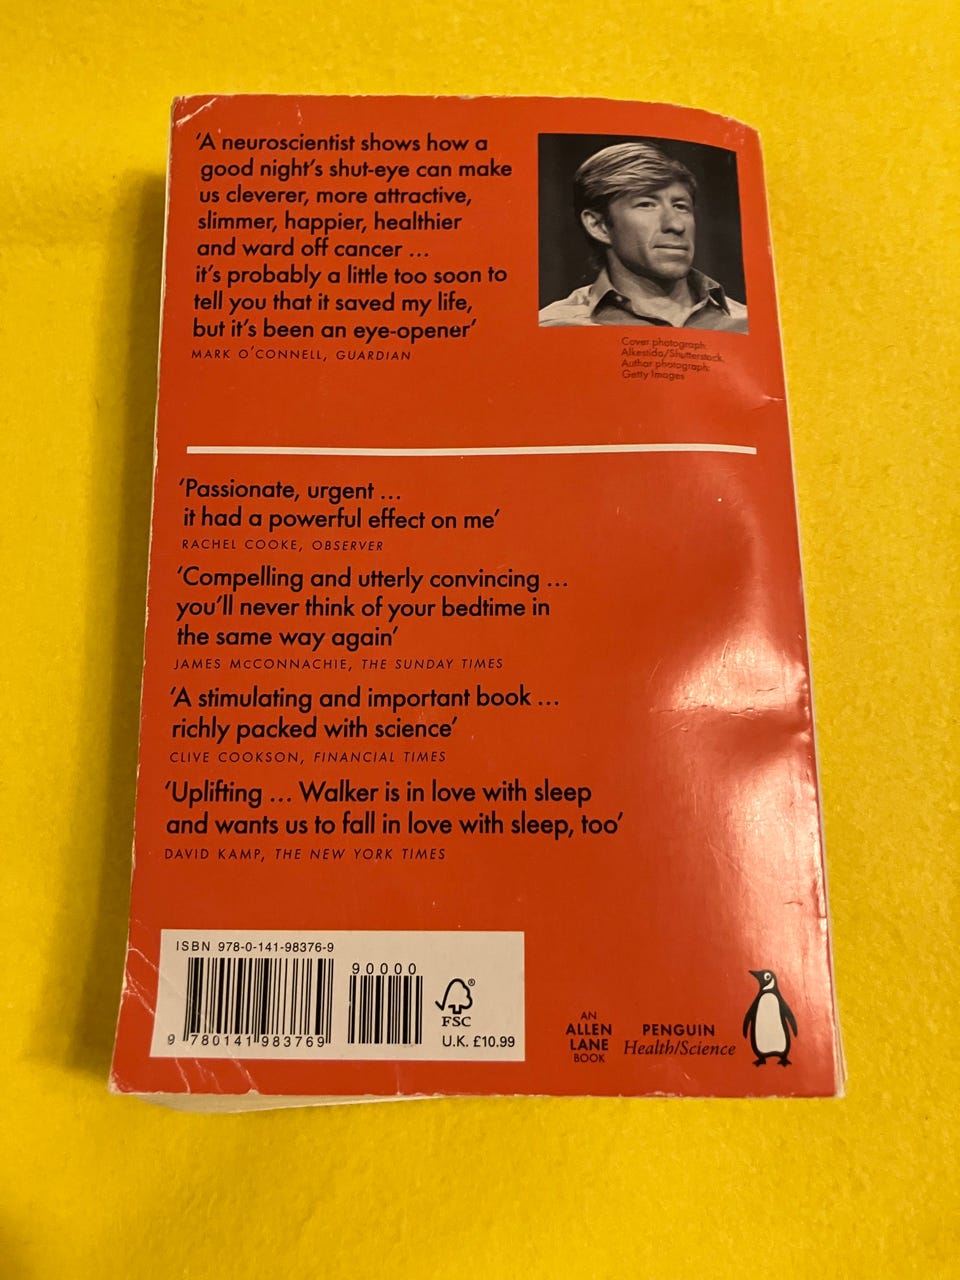 ‘A neuroscientist shows how a
good night’s shut-eye can make
us cleverer, more attractive,
slimmer, happier, healthier
and ward off cancer ...
it’s probably a little too soon to
tell you that it saved my life,
but it’s been an eye-opener’
MARK O’CONNELL, GUARDIAN
Cover photograph:
Alkestida/Shutterstock.
Author photograph:
Getty Images
‘Passionate, urgent ...
it had a powerful effect on me’
RACHEL COOKE, OBSERVER
‘Compelling and utterly convincing ...
you’ll never think of your bedtime in
the same way again’
JAMES McCONNACHIE, THE SUNDAY TIMES
‘A stimulating and important book ...
richly packed with science’
CLIVE COOKSON, FINANCIAL TIMES
‘Uplifting ... Walker is in love with sleep
and wants us to fall in love with sleep, too’
DAVID KAMP, THE NEW YORK TIMES
ISBN 978-0-141-98376-9
90000
9 780141 983769
®
FSC
U.K. £10.99
AN
ALLEN
LANE
BOOK
PENGUIN
Health/Science